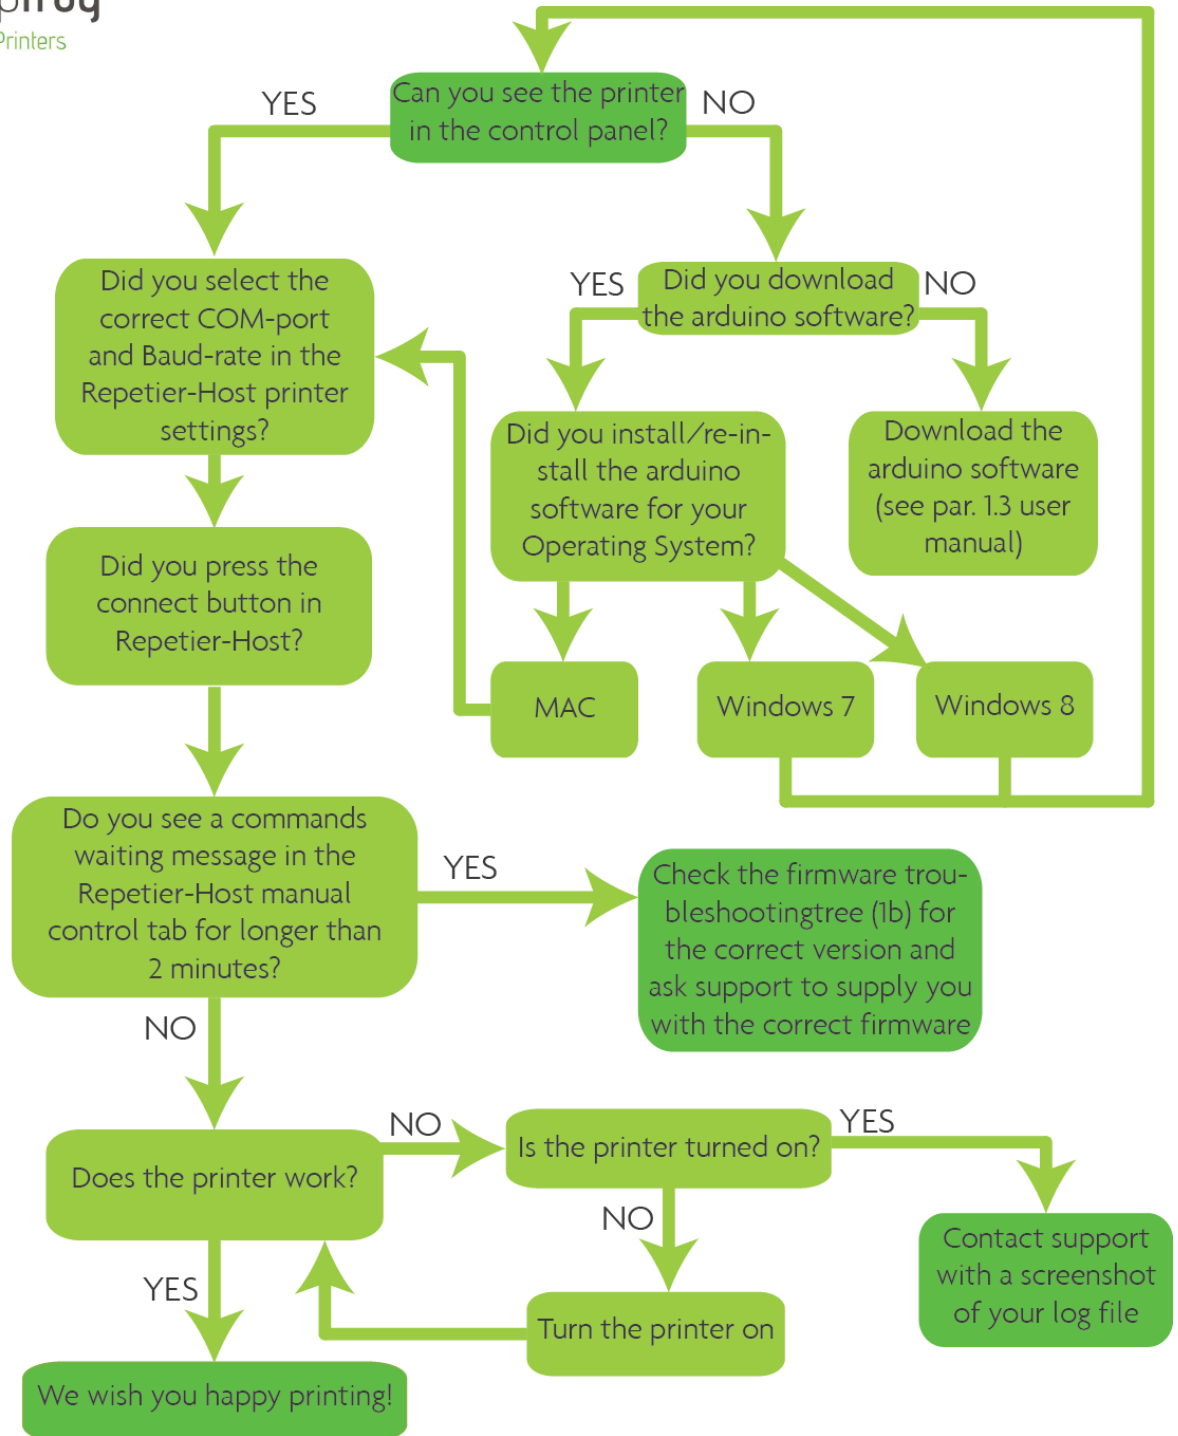 Printers
YES
Can you see the printer
in the control panel?
NO
Did you select the
correct COM-port
and Baud-rate in the
Repetier-Host printer
settings?
YES
Did you download
the arduino software?
NO
Did you install/re-in-
stall the arduino
software for your
Operating System?
Download the
arduino software
(see par. 1.3 user
manual)
Did you press the
connect button in
Repetier-Host?
MAC
Windows 7
Windows 8
Do you see a commands
waiting message in the
Repetier-Host manual
control tab for longer than
2 minutes?
YES
Check the firmware trou-
bleshootingtree (1b) for
the correct version and
ask support to supply you
with the correct firmware
NO
Does the printer work?
NO
Is the printer turned on?
YES
NO
Contact support
with a screenshot
of your log file
YES
Turn the printer on
We wish you happy printing!